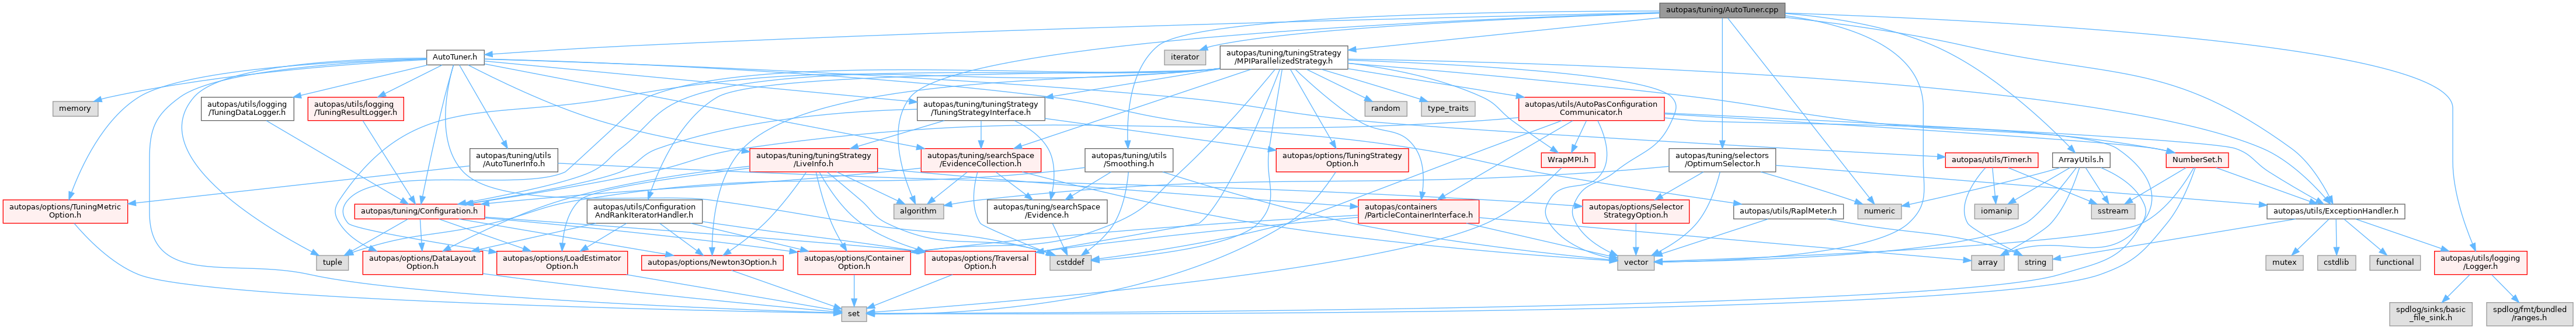 autopas/tuning/AutoTuner.cpp
AutoTuner.h
iterator
autopas/tuning/tuningStrategy
/MPIParallelizedStrategy.h
memory
autopas/utils/logging
/TuningDataLogger.h
autopas/utils/logging
/TuningResultLogger.h
autopas/tuning/tuningStrategy
/TuningStrategyInterface.h
random
type_traits
autopas/utils/AutoPasConfiguration
Communicator.h
autopas/tuning/utils
/AutoTunerInfo.h
autopas/tuning/tuningStrategy
/LiveInfo.h
autopas/tuning/searchSpace
/EvidenceCollection.h
autopas/tuning/utils
/Smoothing.h
autopas/options/TuningStrategy
Option.h
WrapMPI.h
autopas/tuning/selectors
/OptimumSelector.h
autopas/utils/Timer.h
ArrayUtils.h
NumberSet.h
autopas/options/TuningMetric
Option.h
autopas/tuning/Configuration.h
autopas/utils/Configuration
AndRankIteratorHandler.h
algorithm
autopas/tuning/searchSpace
/Evidence.h
autopas/containers
/ParticleContainerInterface.h
autopas/options/Selector
StrategyOption.h
autopas/utils/RaplMeter.h
numeric
iomanip
sstream
autopas/utils/ExceptionHandler.h
tuple
autopas/options/DataLayout
Option.h
autopas/options/LoadEstimator
Option.h
autopas/options/Newton3Option.h
autopas/options/Container
Option.h
autopas/options/Traversal
Option.h
cstddef
vector
array
string
mutex
cstdlib
functional
autopas/utils/logging
/Logger.h
set
spdlog/sinks/basic
_file_sink.h
spdlog/fmt/bundled
/ranges.h